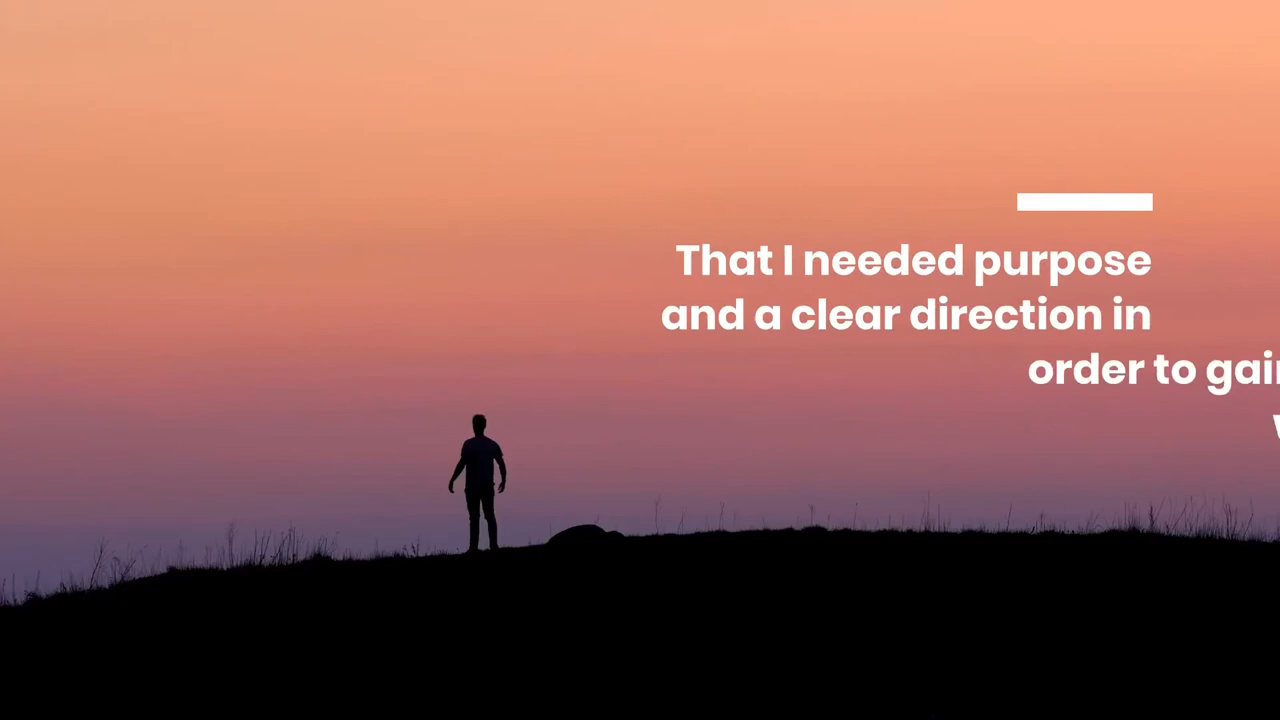 That I needed purpose
and a clear direction in
order to